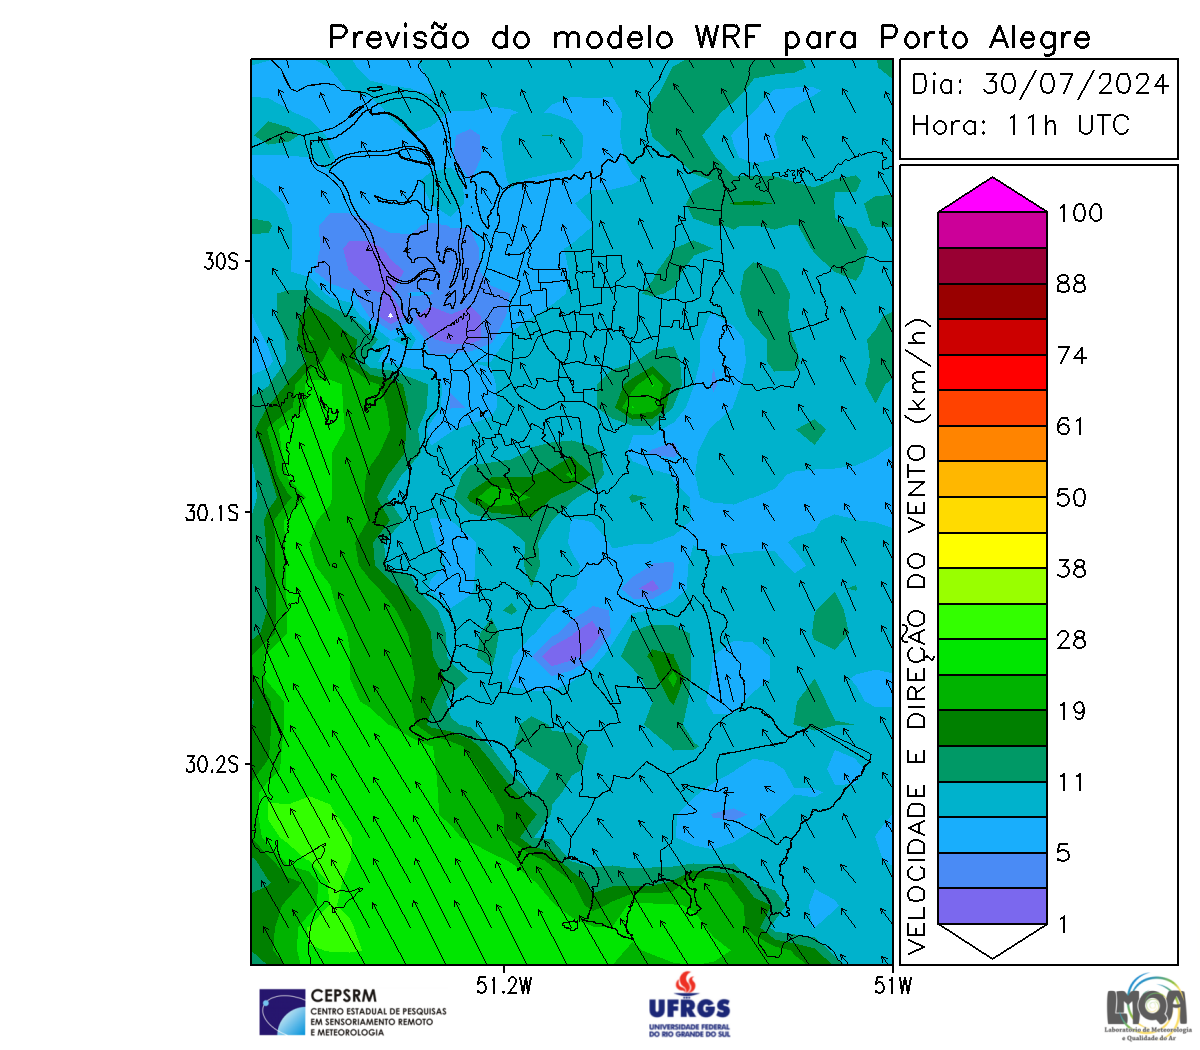 Previsão do modelo WRF para Porto Alegre
Dia: 30/07/2024
Hora: 11h UTC
30S
30.1S
30.2S
51.2W
51W
VELOCIDADE E DIREÇÃO DO VENTO (km/h)
100
88
74
61
50
38
28
19
11
5
1
CEPSRM
CENTRO ESTADUAL DE PESQUISAS
EM SENSORIAMENTO REMOTO
E METEOROLOGIA
UFRGS
UNIVERSIDADE FEDERAL
DO RIO GRANDE DO SUL
LMQA
Laboratório de Meteorologia
e Qualidade do Ar